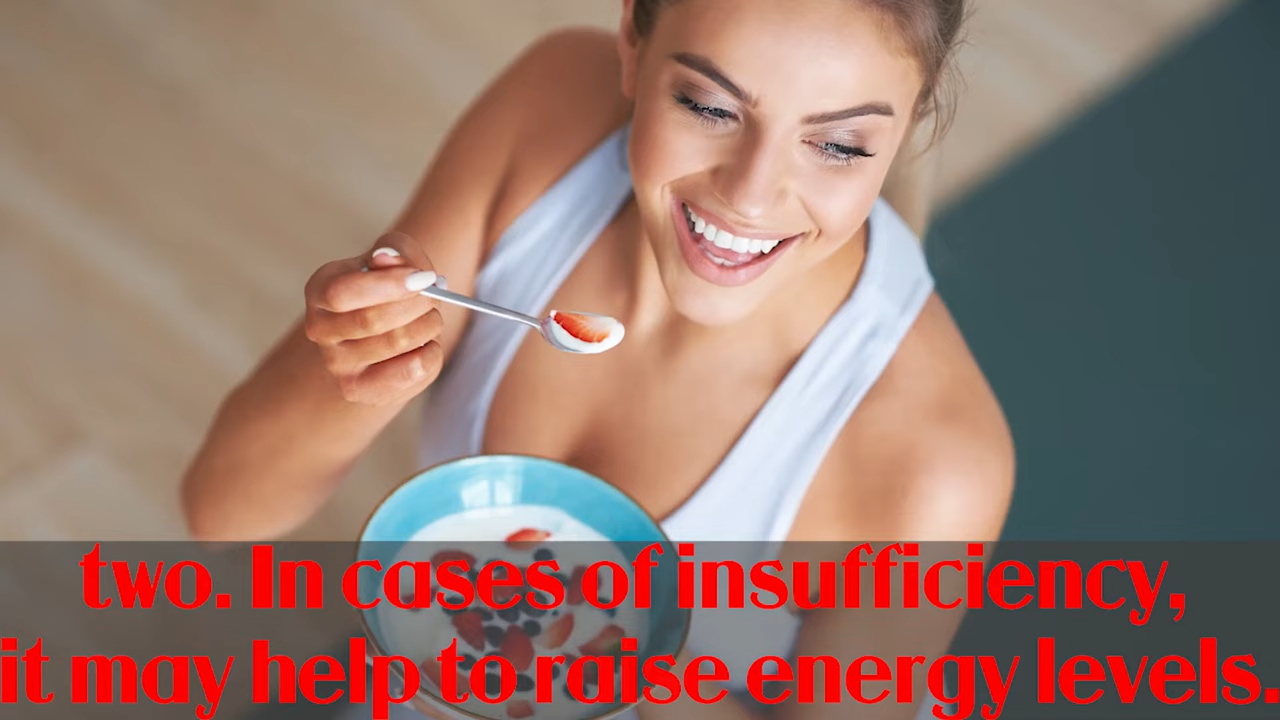 two. In cases of insufficiency,
it may help to raise energy levels.